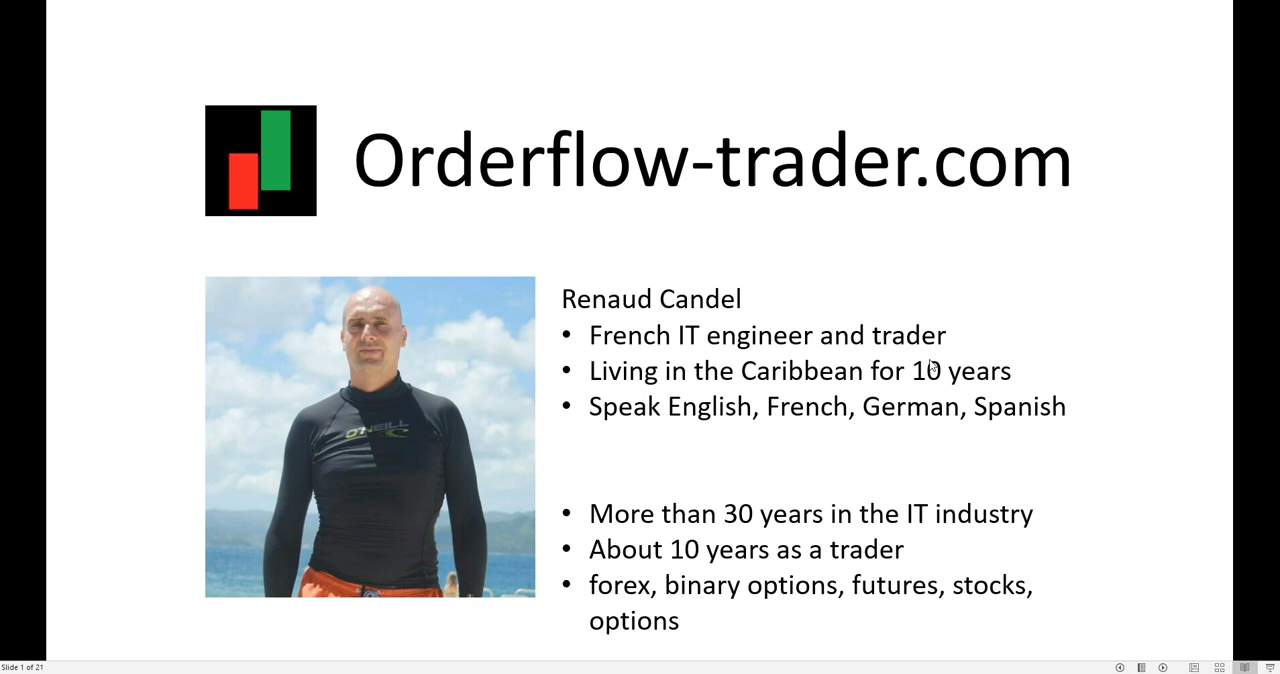 Orderflow-trader.com
Renaud Candel
• French IT engineer and trader
• Living in the Caribbean for 10 years
• Speak English, French, German, Spanish
O'NEILL
• More than 30 years in the IT industry
• About 10 years as a trader
• forex, binary options, futures, stocks,
options
Slide 1 of 21